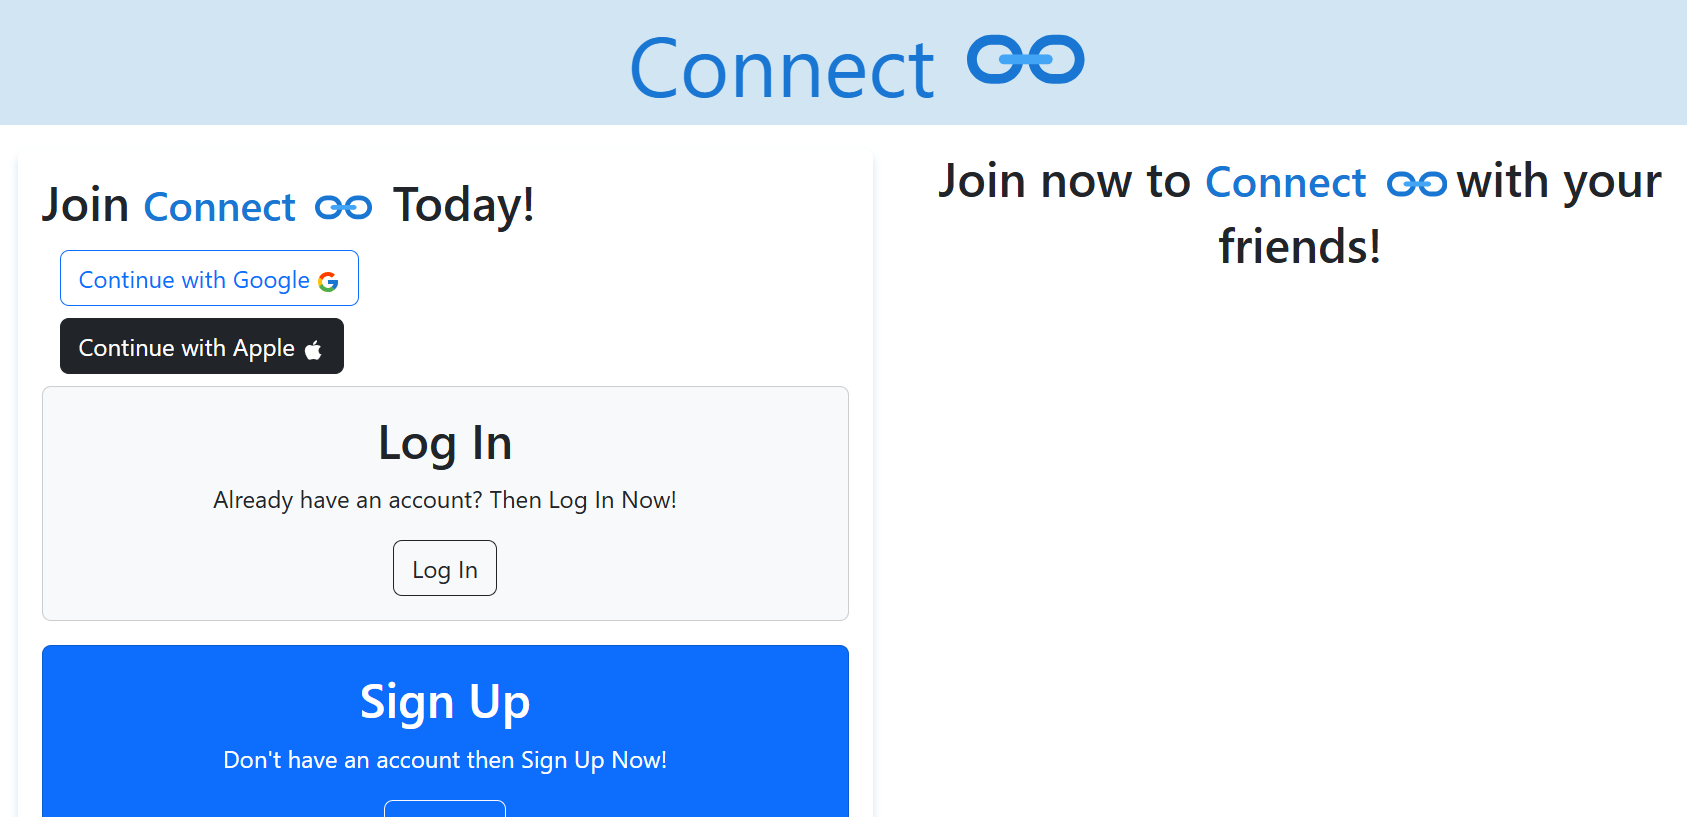 Connect
Join Connect Today!
Continue with Google
Continue with Apple
Log In
Already have an account? Then Log In Now!
Log In
Sign Up
Don't have an account then Sign Up Now!
Join now to Connect with your
friends!